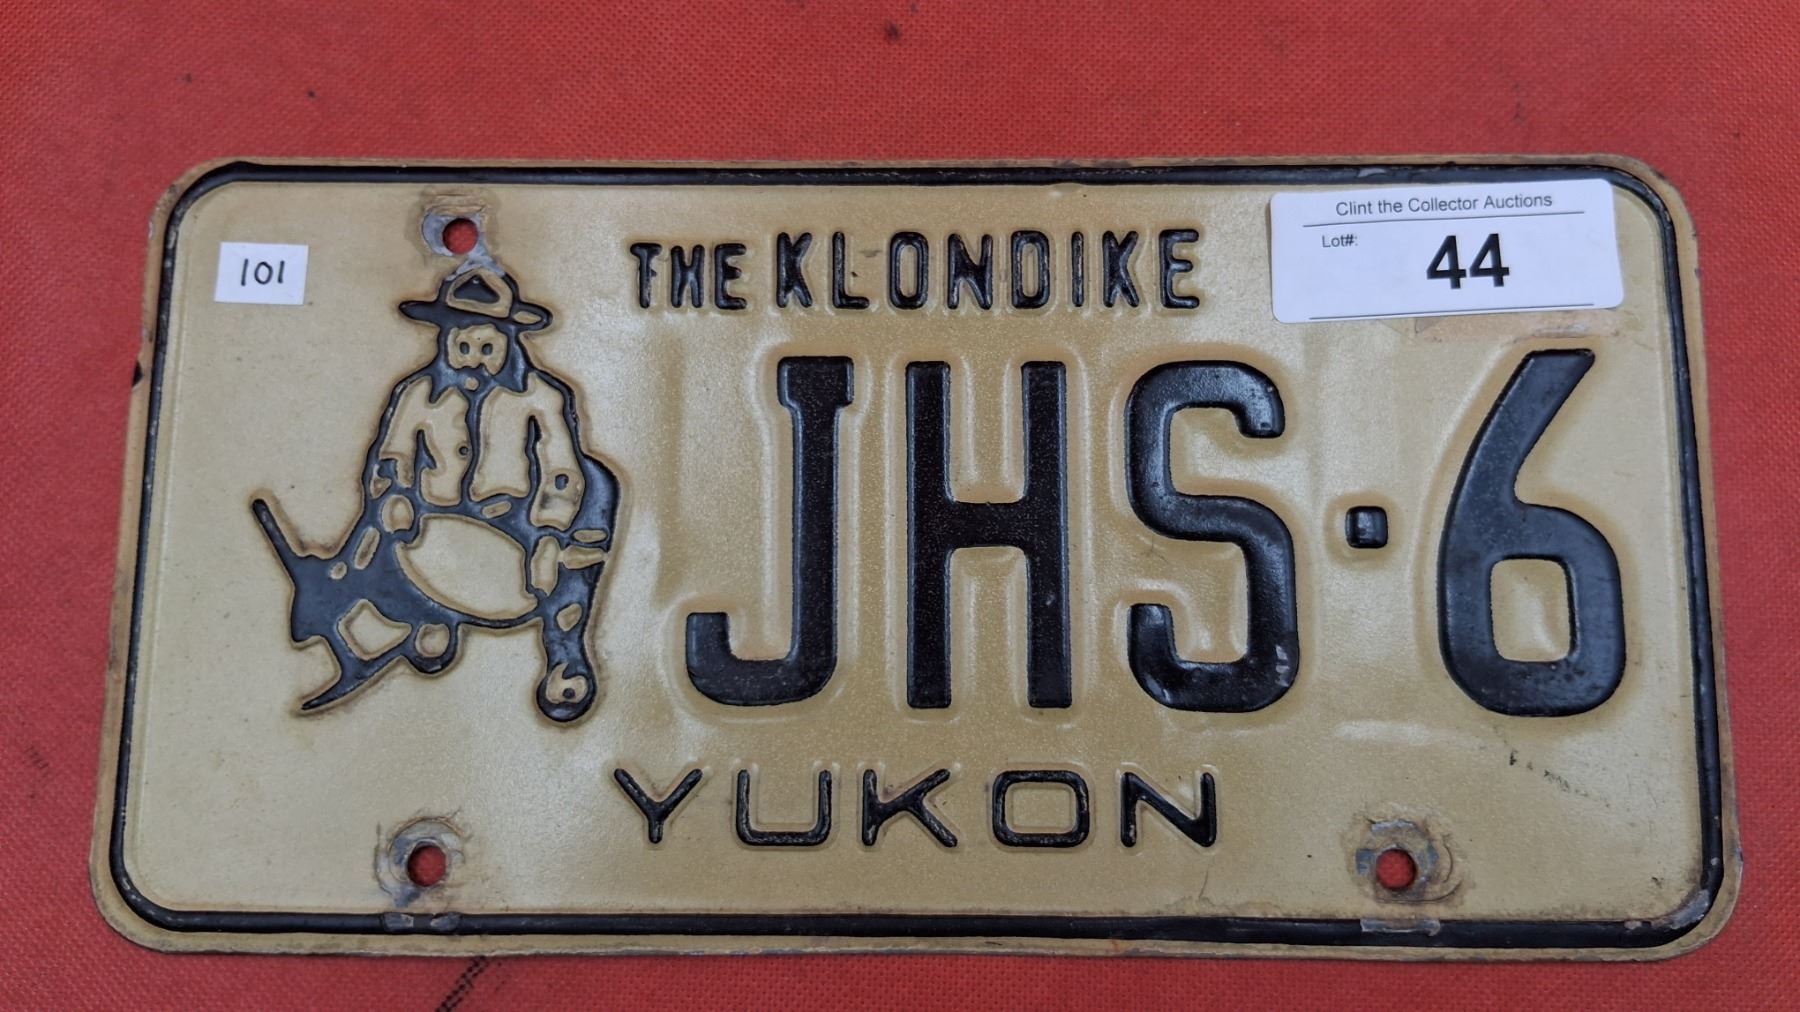 Clint the Collector Auctions
Lot#: 44
101
THE KLONDIKE
JHS·6
YUKON